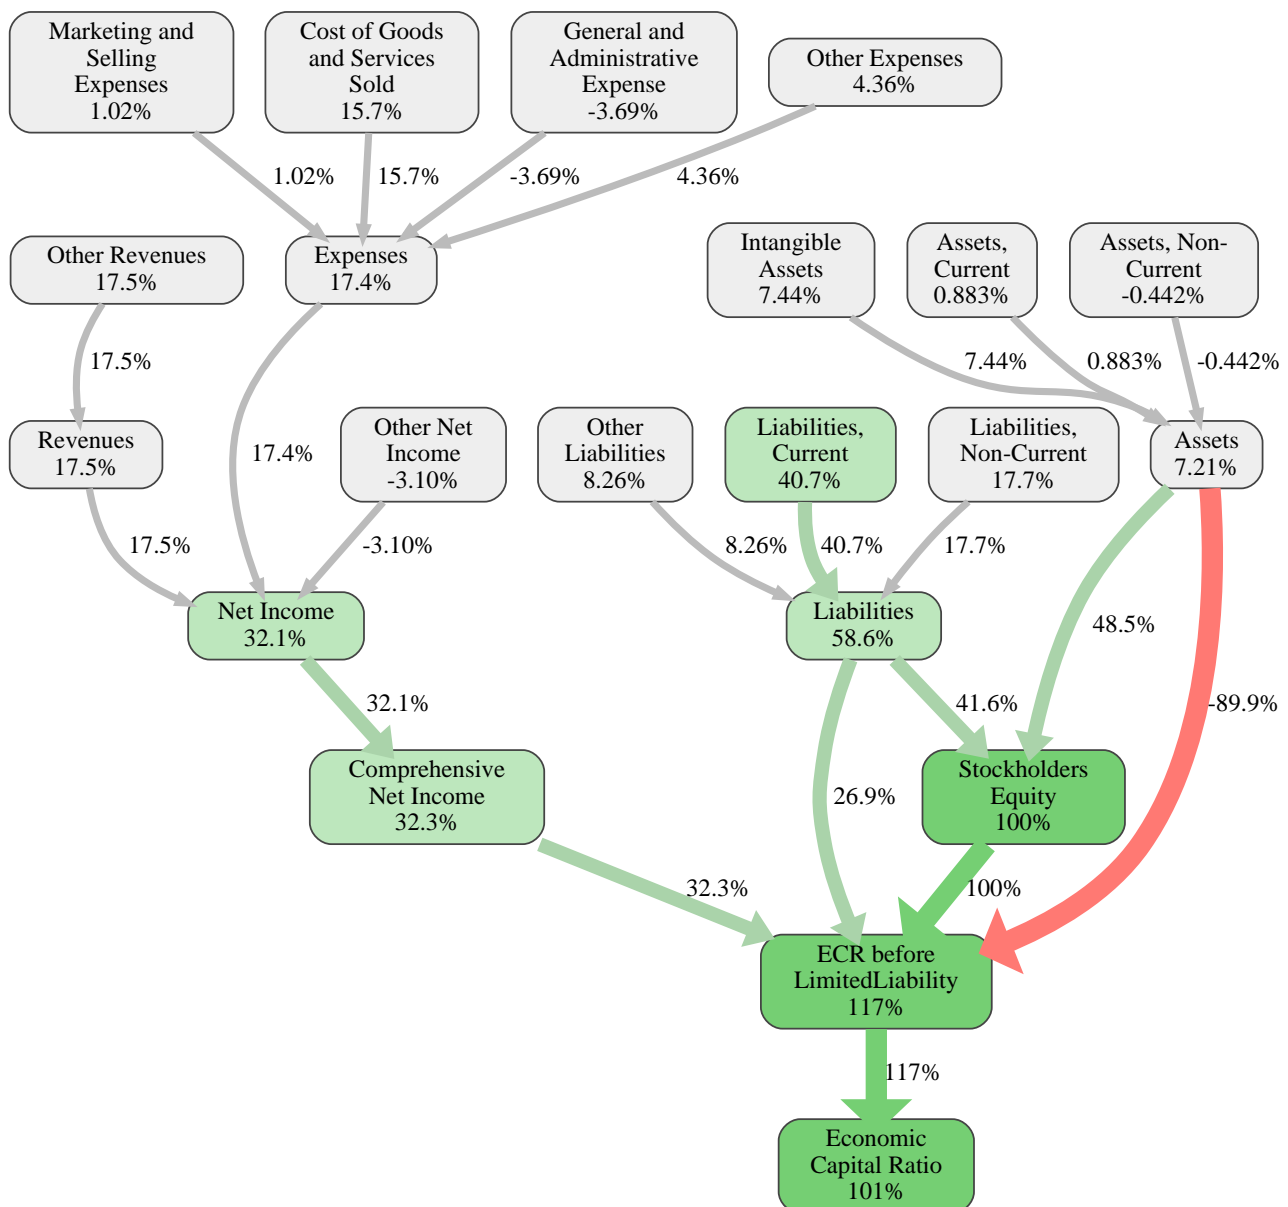 Marketing and
Selling
Expenses
1.02%
Cost of Goods
and Services
Sold
15.7%
General and
Administrative
Expense
-3.69%
Other Expenses
4.36%
1.02%
15.7%
-3.69%
4.36%
Other Revenues
17.5%
Expenses
17.4%
Intangible
Assets
7.44%
Assets,
Current
0.883%
Assets, Non-
Current
-0.442%
17.5%
7.44%
0.883%
-0.442%
Revenues
17.5%
17.4%
Other Net
Income
-3.10%
Other
Liabilities
8.26%
Liabilities,
Current
40.7%
Liabilities,
Non-Current
17.7%
Assets
7.21%
17.5%
-3.10%
8.26%
40.7%
17.7%
Net Income
32.1%
Liabilities
58.6%
48.5%
32.1%
41.6%
-89.9%
Comprehensive
Net Income
32.3%
26.9%
Stockholders
Equity
100%
32.3%
100%
ECR before
LimitedLiability
117%
117%
Economic
Capital Ratio
101%